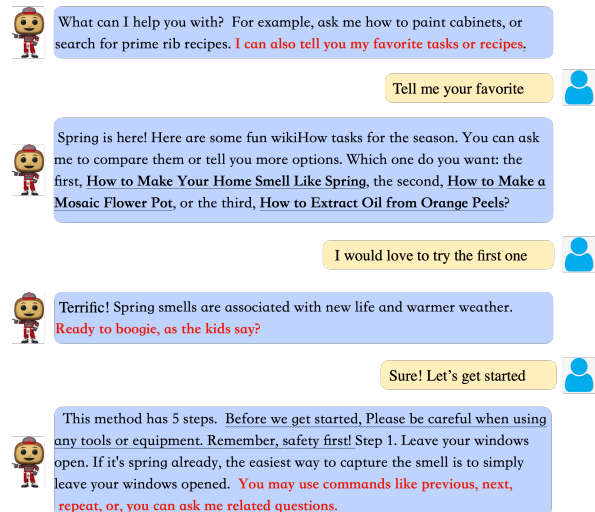 What can I help you with? For example, ask me how to paint cabinets, or
search for prime rib recipes. I can also tell you my favorite tasks or recipes.
Tell me your favorite
Spring is here! Here are some fun wikiHow tasks for the season. You can ask
me to compare them or tell you more options. Which one do you want: the
first, How to Make Your Home Smell Like Spring, the second, How to Make a
Mosaic Flower Pot, or the third, How to Extract Oil from Orange Peels?
I would love to try the first one
Terrific! Spring smells are associated with new life and warmer weather.
Ready to boogie, as the kids say?
Sure! Let’s get started
This method has 5 steps. Before we get started, Please be careful when using
any tools or equipment. Remember, safety first! Step 1. Leave your windows
open. If it's spring already, the easiest way to capture the smell is to simply
leave your windows opened. You may use commands like previous, next,
repeat, or, you can ask me related questions.